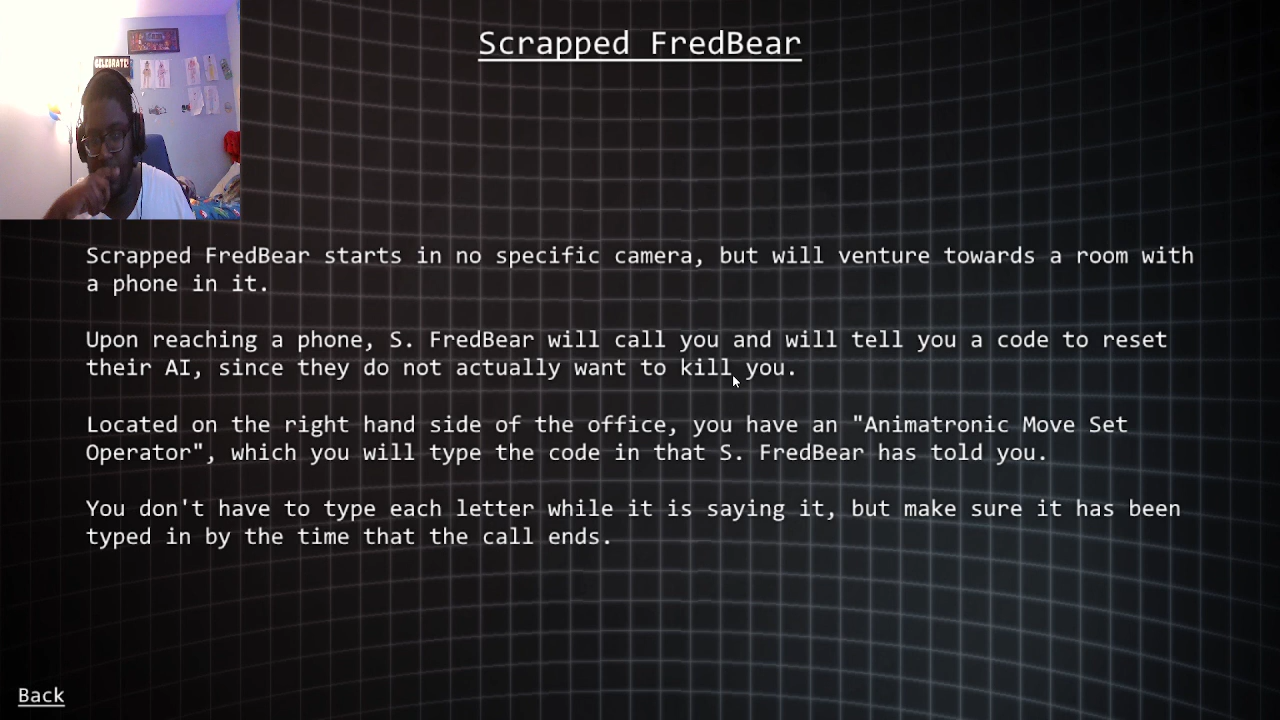 Scrapped FredBear
CELEBRATE!
Scrapped FredBear starts in no specific camera, but will venture towards a room with
a phone in it.
Upon reaching a phone, S. FredBear will call you and will tell you a code to reset
their AI, since they do not actually want to kill you.
Located on the right hand side of the office, you have an "Animatronic Move Set
Operator", which you will type the code in that S. FredBear has told you.
You don't have to type each letter while it is saying it, but make sure it has been
typed in by the time that the call ends.
Back